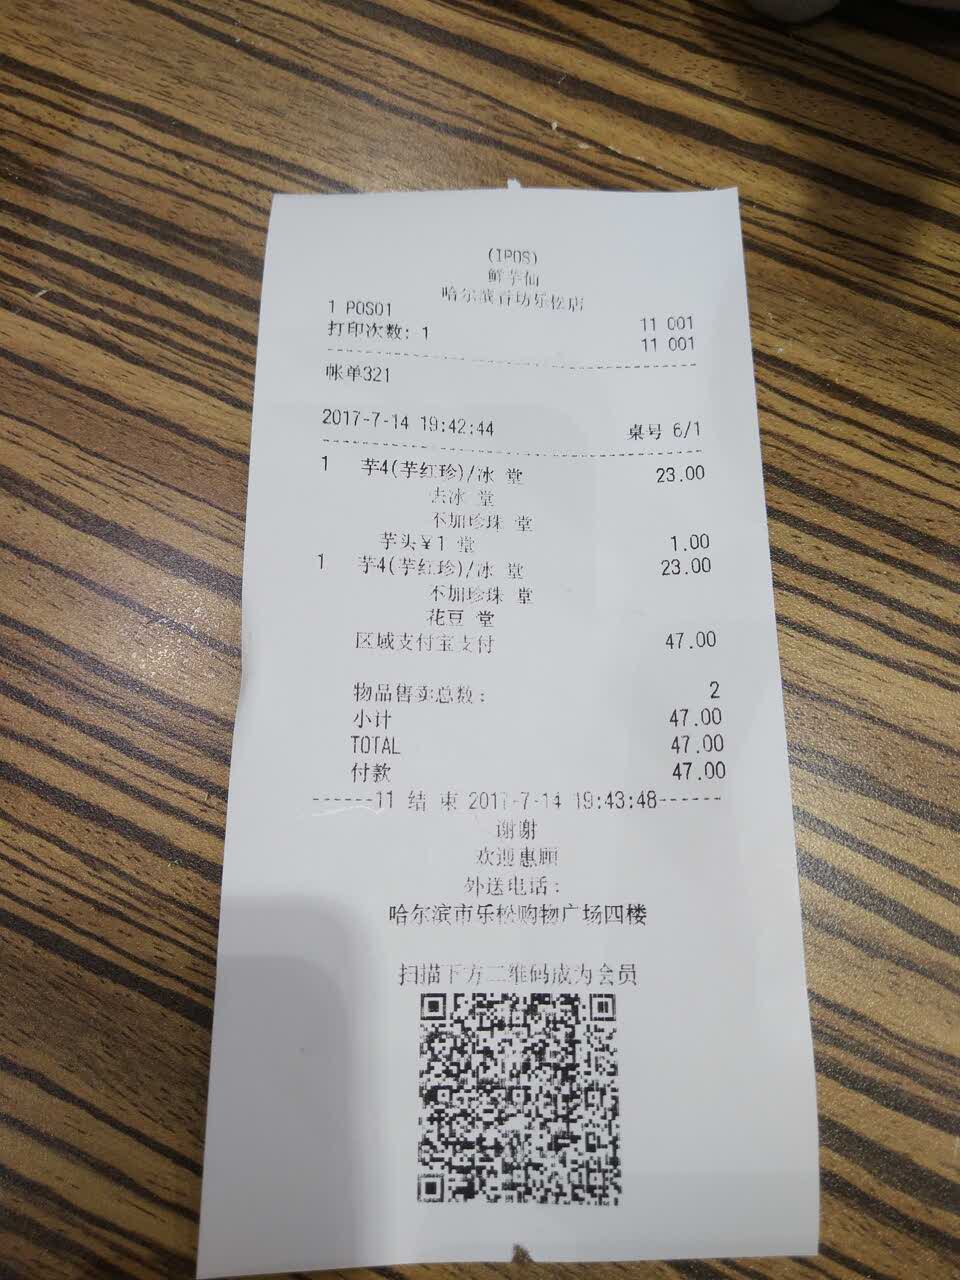 (IPOS)
鲜芋仙
哈尔滨香坊乐松店
1 POS01 11 001
打印次数: 1 11 001
帐单321
2017-7-14 19:42:44 桌号 6/1
1 芋4(芋红珍)/冰 堂 23.00
去冰 堂
不加珍珠 堂
芋头¥1 堂 1.00
1 芋4(芋红珍)/冰 堂 23.00
不加珍珠 堂
花豆 堂
区域支付宝支付 47.00
物品售卖总数: 2
小计 47.00
TOTAL 47.00
付款 47.00
------11 结 束 2017-7-14 19:43:48------
谢谢
欢迎惠顾
外送电话:
哈尔滨市乐松购物广场四楼
扫描下方二维码成为会员